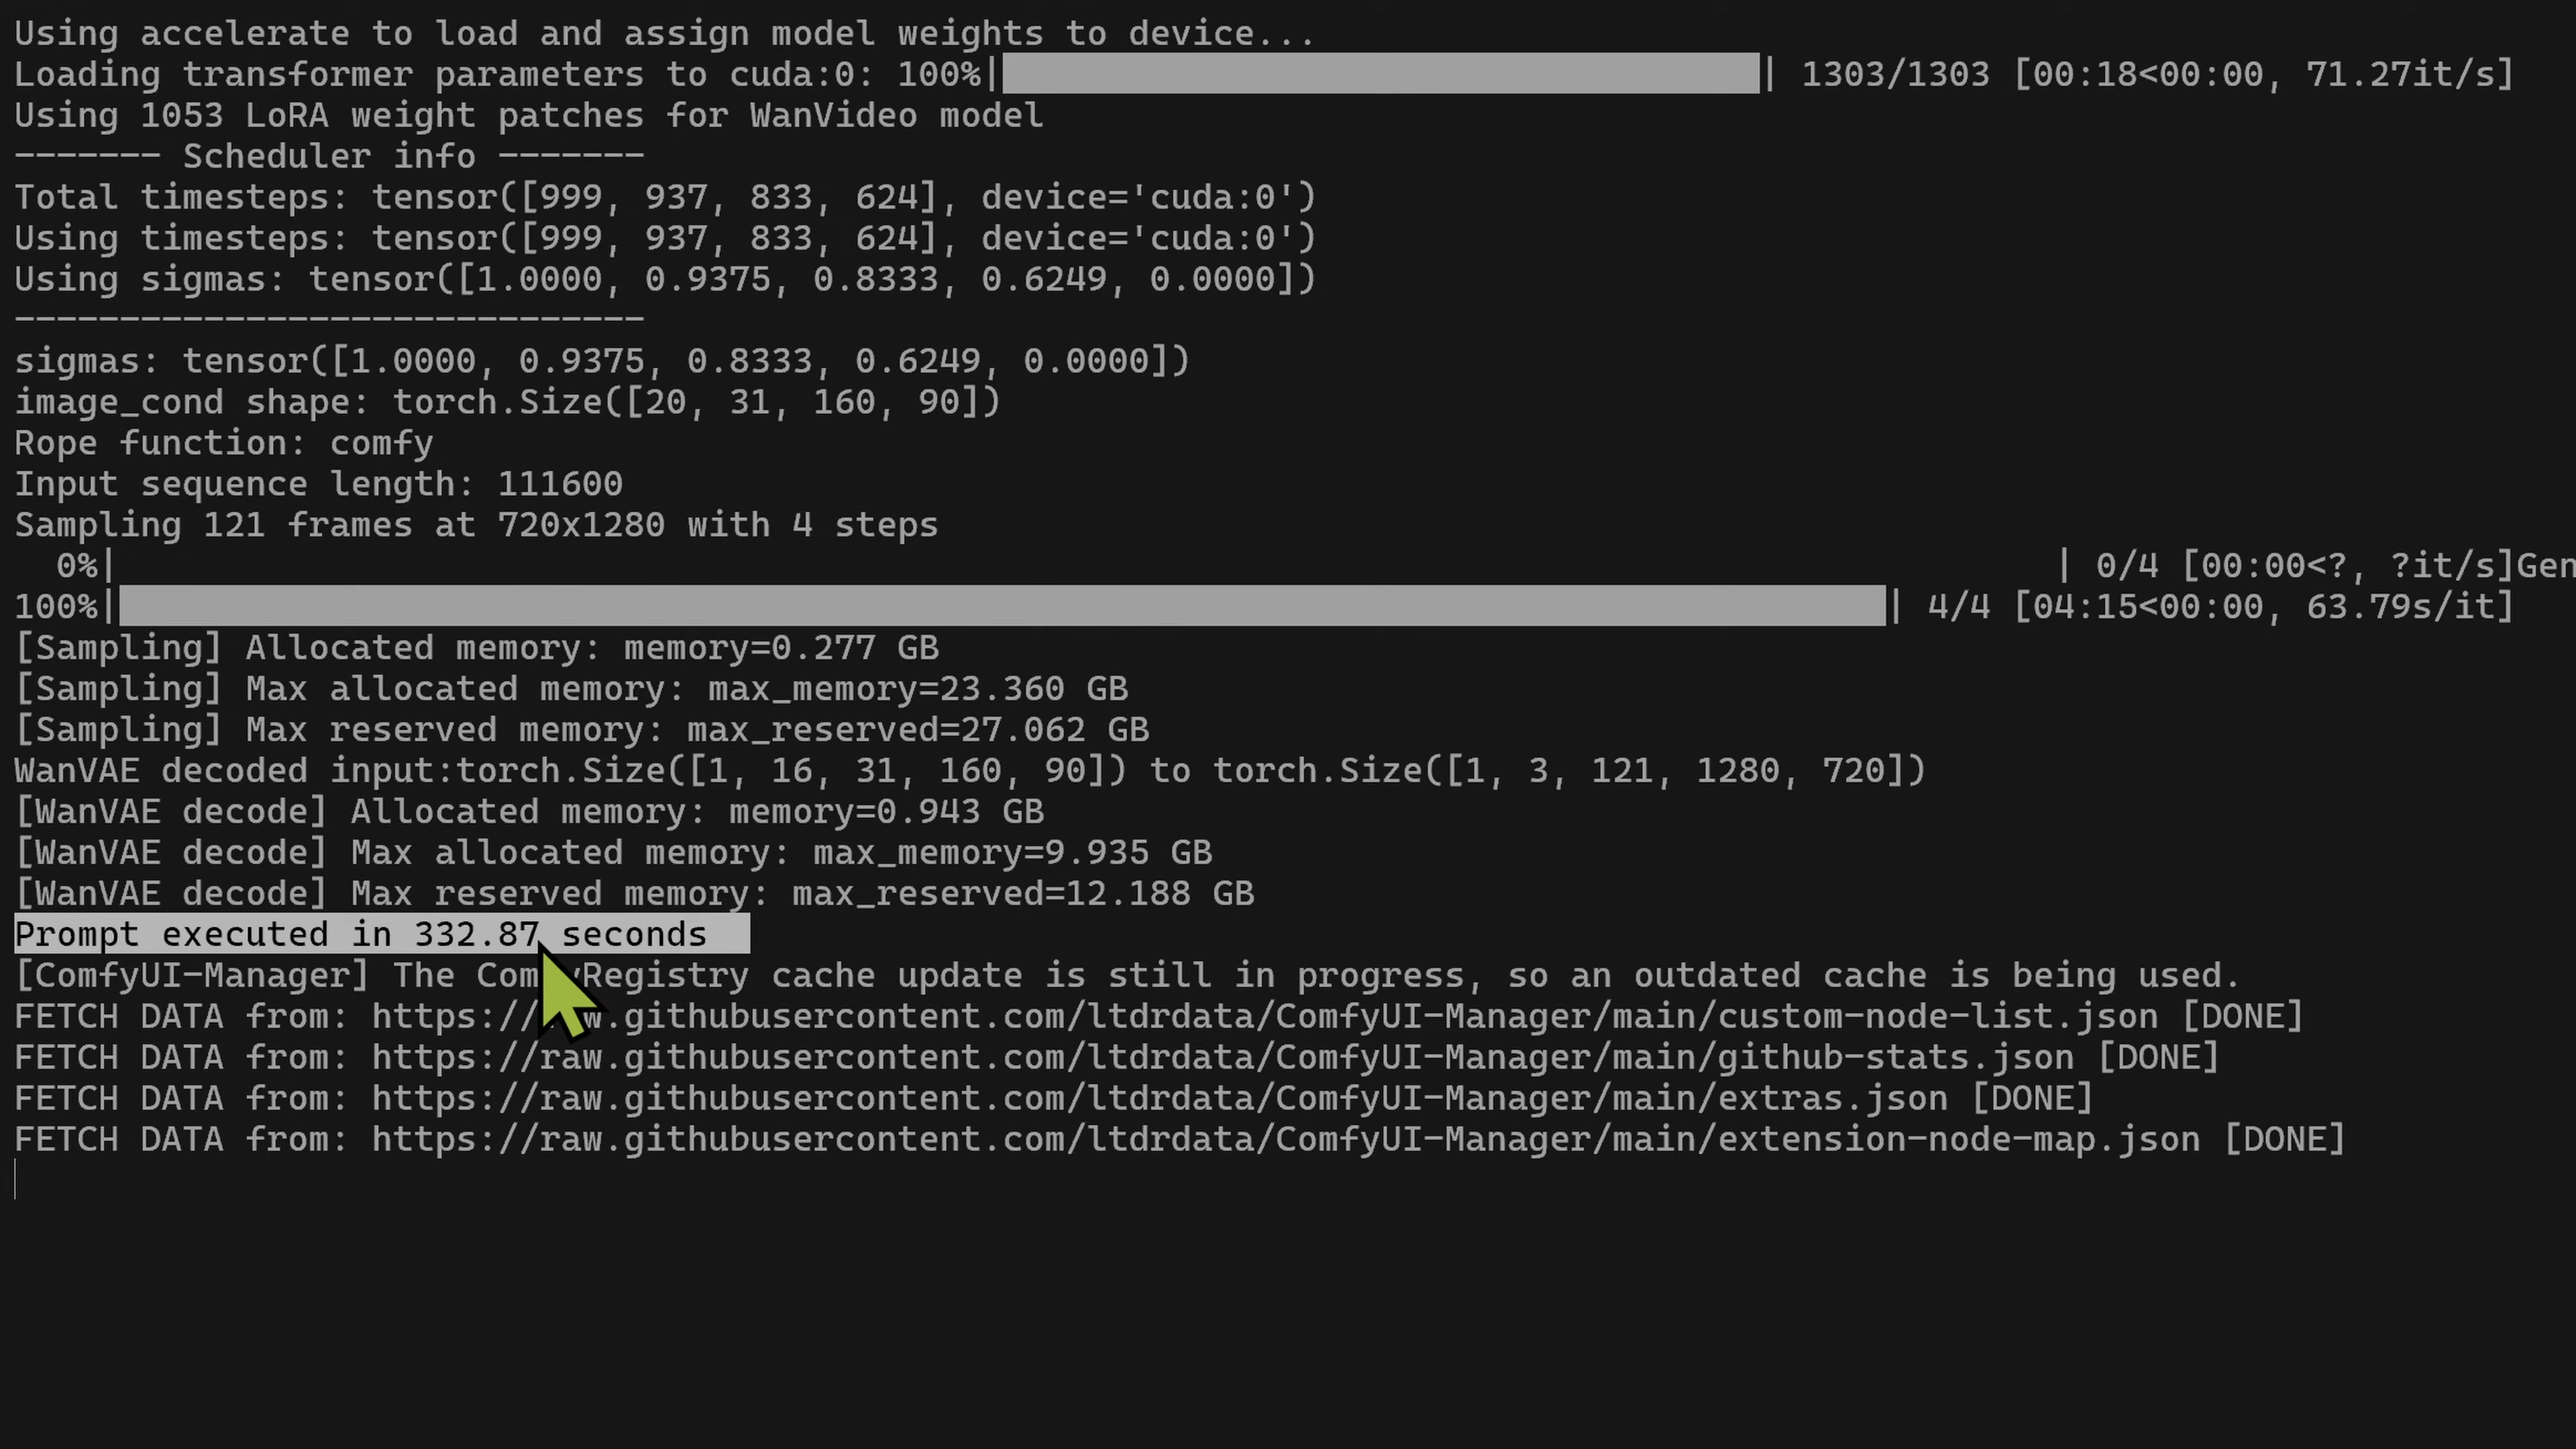 Using accelerate to load and assign model weights to device...
Loading transformer parameters to cuda:0: 100%| | 1303/1303 [00:18<00:00, 71.27it/s]
Using 1053 LoRA weight patches for WanVideo model
------- Scheduler info -------
Total timesteps: tensor([999, 937, 833, 624], device='cuda:0')
Using timesteps: tensor([999, 937, 833, 624], device='cuda:0')
Using sigmas: tensor([1.0000, 0.9375, 0.8333, 0.6249, 0.0000])
------------------------------
sigmas: tensor([1.0000, 0.9375, 0.8333, 0.6249, 0.0000])
image_cond shape: torch.Size([20, 31, 160, 90])
Rope function: comfy
Input sequence length: 111600
Sampling 121 frames at 720x1280 with 4 steps
0%| | 0/4 [00:00<?, ?it/s]Gen
100%| | 4/4 [04:15<00:00, 63.79s/it]
[Sampling] Allocated memory: memory=0.277 GB
[Sampling] Max allocated memory: max_memory=23.360 GB
[Sampling] Max reserved memory: max_reserved=27.062 GB
WanVAE decoded input:torch.Size([1, 16, 31, 160, 90]) to torch.Size([1, 3, 121, 1280, 720])
[WanVAE decode] Allocated memory: memory=0.943 GB
[WanVAE decode] Max allocated memory: max_memory=9.935 GB
[WanVAE decode] Max reserved memory: max_reserved=12.188 GB
Prompt executed in 332.87 seconds
[ComfyUI-Manager] The ComfyRegistry cache update is still in progress, so an outdated cache is being used.
FETCH DATA from: https://raw.githubusercontent.com/ltdrdata/ComfyUI-Manager/main/custom-node-list.json [DONE]
FETCH DATA from: https://raw.githubusercontent.com/ltdrdata/ComfyUI-Manager/main/github-stats.json [DONE]
FETCH DATA from: https://raw.githubusercontent.com/ltdrdata/ComfyUI-Manager/main/extras.json [DONE]
FETCH DATA from: https://raw.githubusercontent.com/ltdrdata/ComfyUI-Manager/main/extension-node-map.json [DONE]